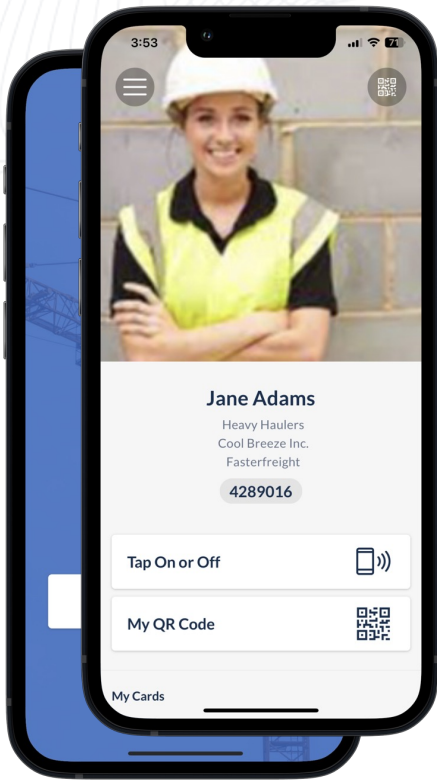 3:53
71
Jane Adams
Heavy Haulers
Cool Breeze Inc.
Fasterfreight
4289016
Tap On or Off
My QR Code
My Cards